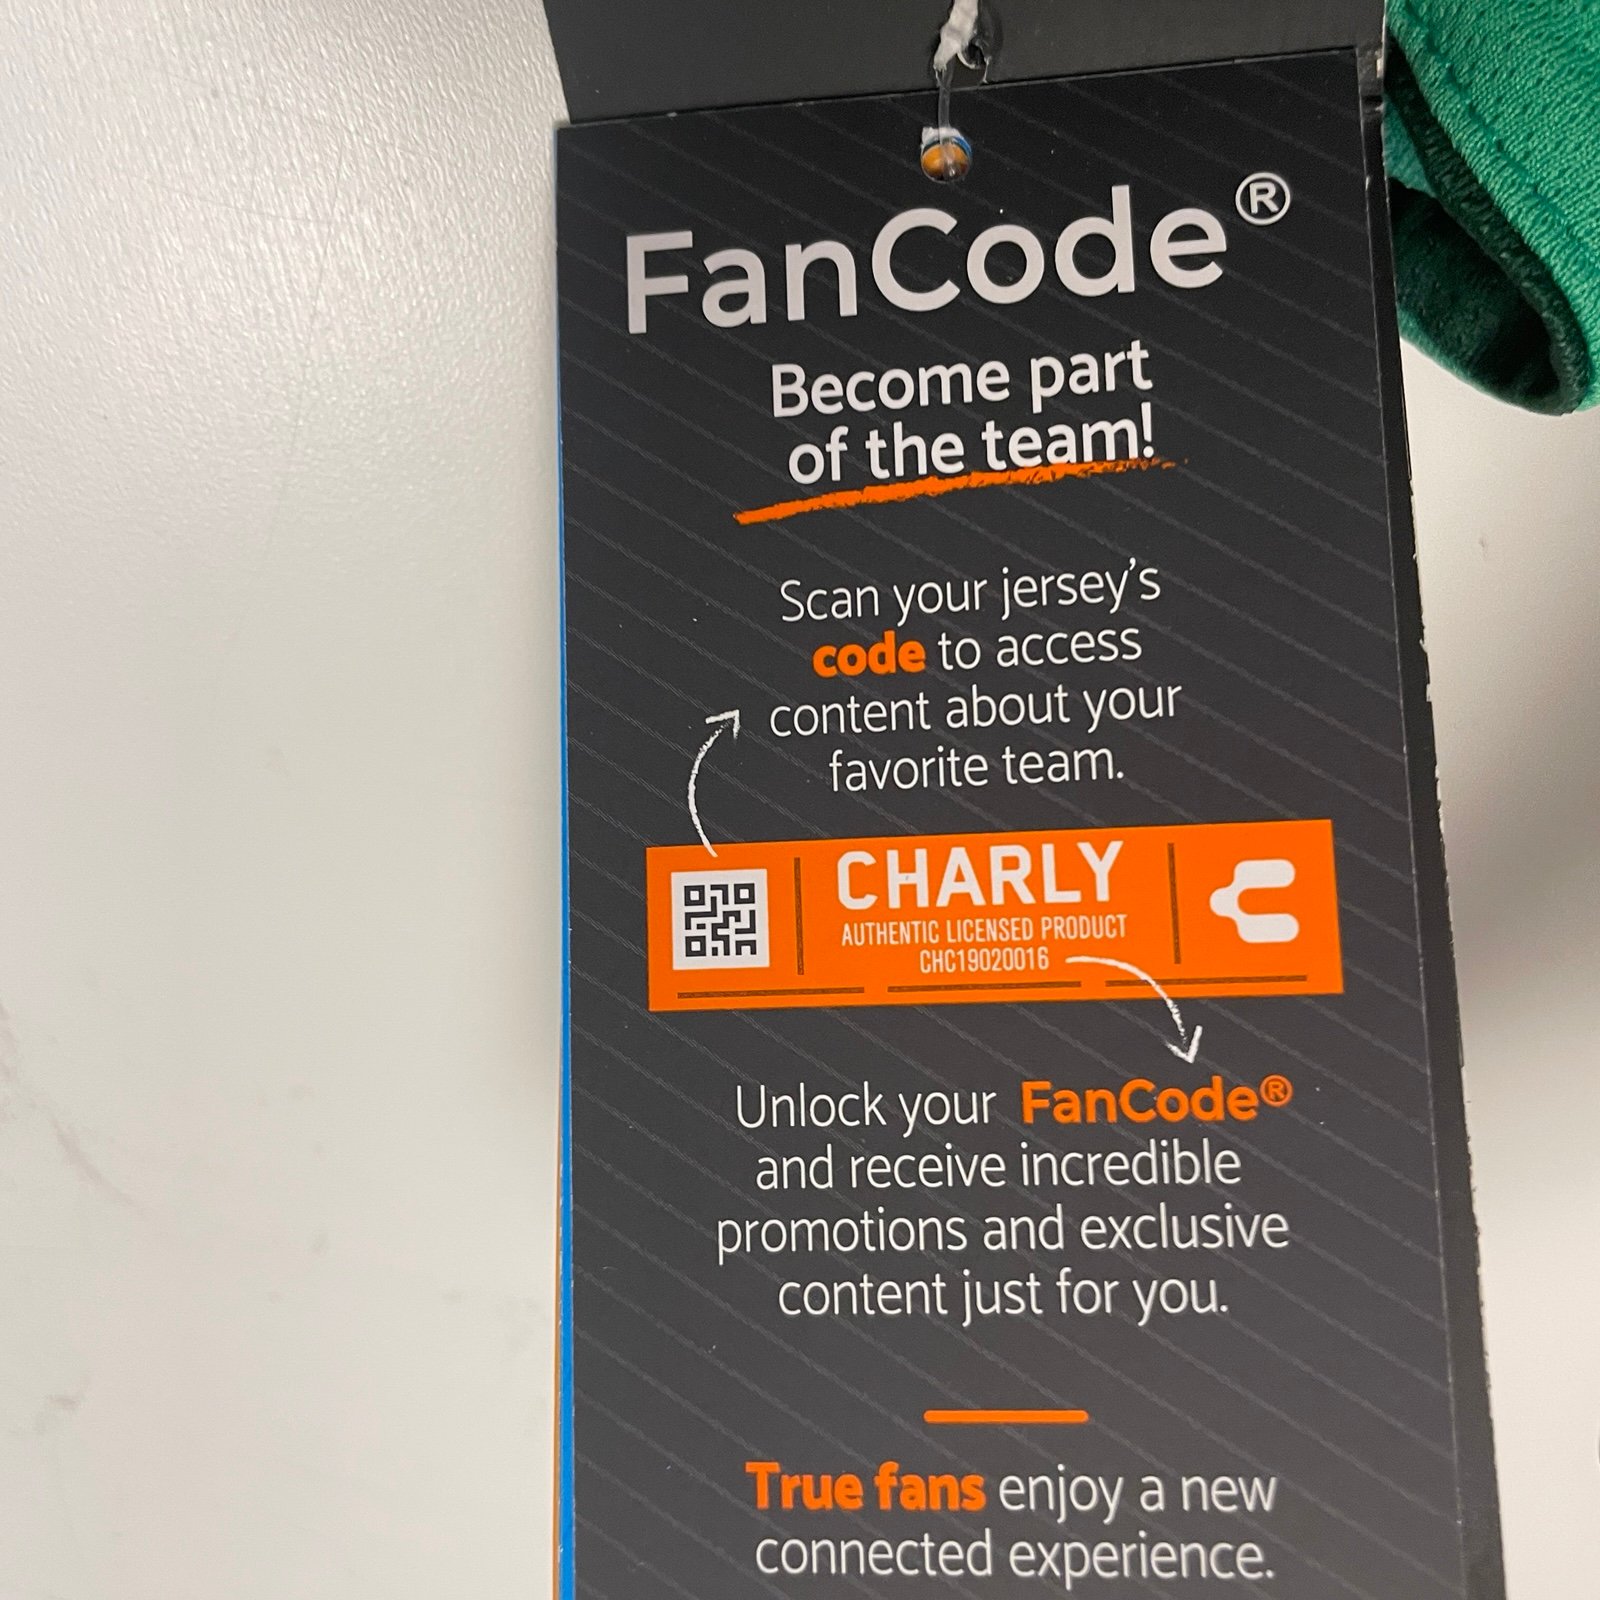 FanCode®
Become part
of the team!
Scan your jersey's
code to access
content about your
favorite team.
CHARLY
AUTHENTIC LICENSED PRODUCT
CHC19020016
Unlock your FanCode®
and receive incredible
promotions and exclusive
content just for you.
True fans enjoy a new
connected experience.